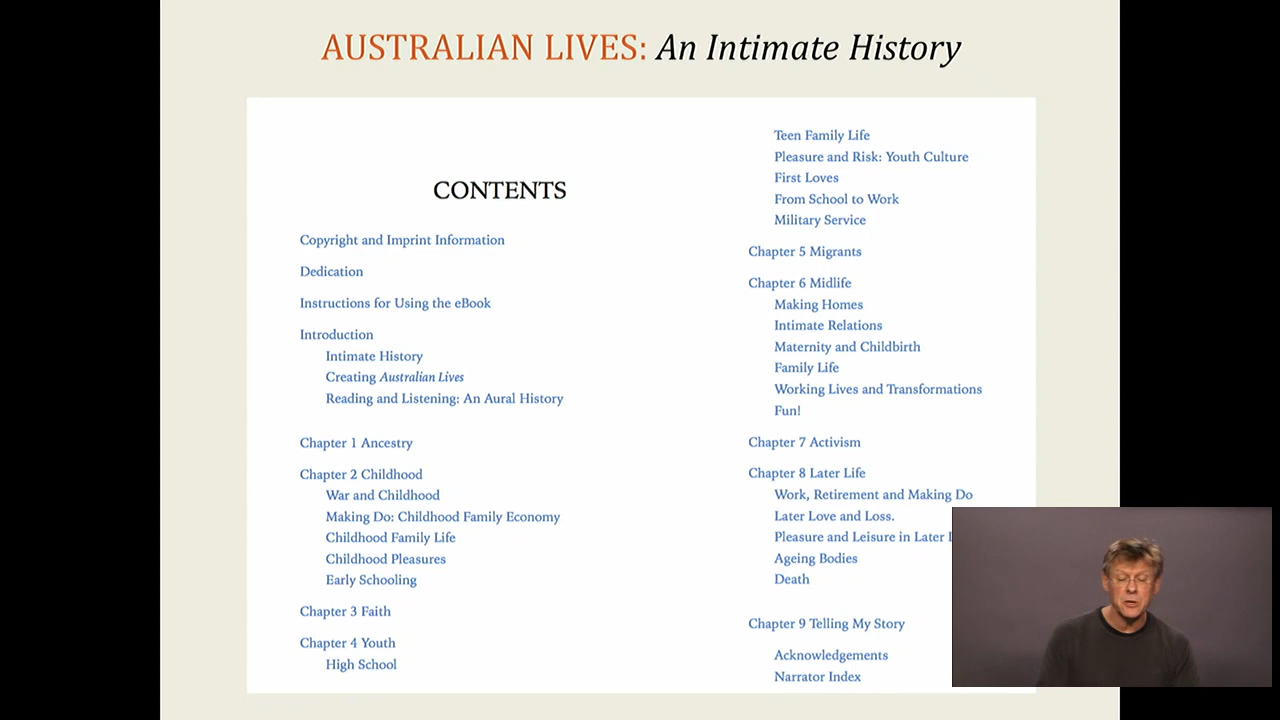 AUSTRALIAN LIVES: An Intimate History
CONTENTS
Copyright and Imprint Information
Dedication
Instructions for Using the eBook
Introduction
Intimate History
Creating Australian Lives
Reading and Listening: An Aural History
Chapter 1 Ancestry
Chapter 2 Childhood
War and Childhood
Making Do: Childhood Family Economy
Childhood Family Life
Childhood Pleasures
Early Schooling
Chapter 3 Faith
Chapter 4 Youth
High School
Teen Family Life
Pleasure and Risk: Youth Culture
First Loves
From School to Work
Military Service
Chapter 5 Migrants
Chapter 6 Midlife
Making Homes
Intimate Relations
Maternity and Childbirth
Family Life
Working Lives and Transformations
Fun!
Chapter 7 Activism
Chapter 8 Later Life
Work, Retirement and Making Do
Later Love and Loss.
Pleasure and Leisure in Later
Ageing Bodies
Death
Chapter 9 Telling My Story
Acknowledgements
Narrator Index